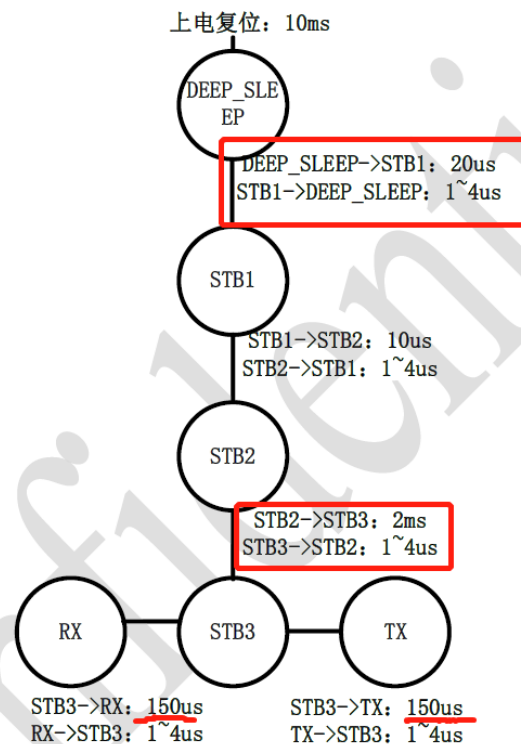 上电复位：10ms
DEEP_SLE
EP
DEEP_SLEEP->STB1：20us
STB1->DEEP_SLEEP：1~4us
STB1
STB1->STB2：10us
STB2->STB1：1~4us
STB2
STB2->STB3：2ms
STB3->STB2：1~4us
RX
STB3
TX
STB3->RX：150us
RX->STB3：1~4us
STB3->TX：150us
TX->STB3：1~4us
nfidenti